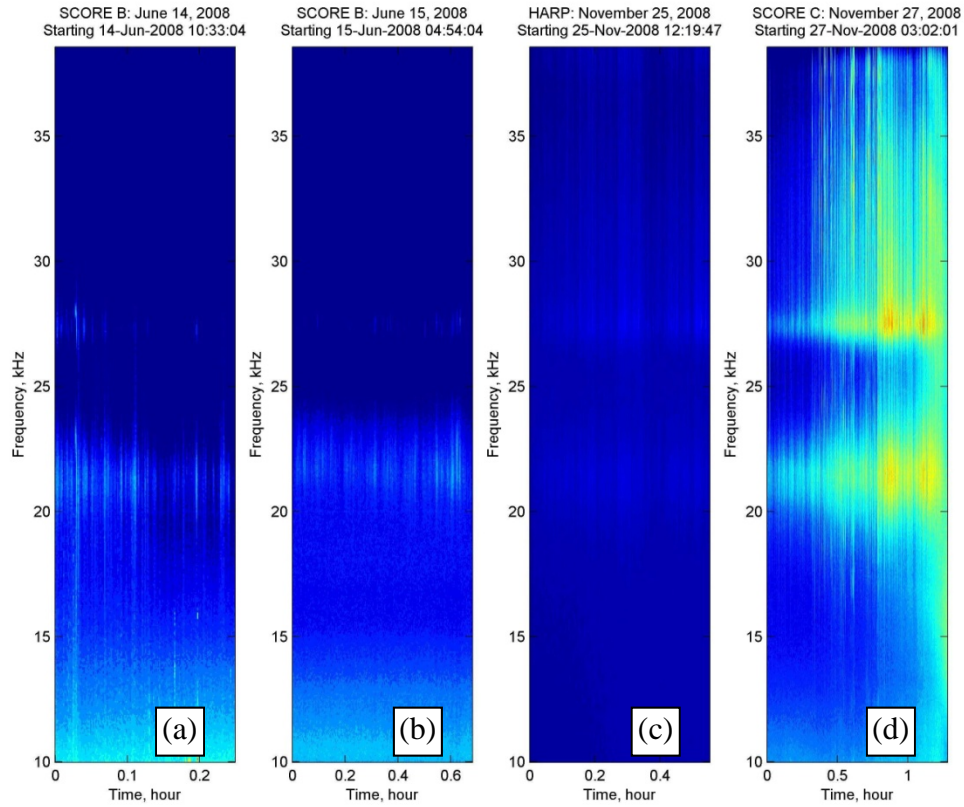 SCORE B: June 14, 2008
Starting 14-Jun-2008 10:33:04
Frequency, kHz
35
30
25
20
15
10
0
0.1
0.2
Time, hour
(a)
SCORE B: June 15, 2008
Starting 15-Jun-2008 04:54:04
Frequency, kHz
35
30
25
20
15
10
0
0.2
0.4
0.6
Time, hour
(b)
HARP: November 25, 2008
Starting 25-Nov-2008 12:19:47
Frequency, kHz
35
30
25
20
15
10
0
0.2
0.4
Time, hour
(c)
SCORE C: November 27, 2008
Starting 27-Nov-2008 03:02:01
Frequency, kHz
35
30
25
20
15
10
0
0.5
1
Time, hour
(d)